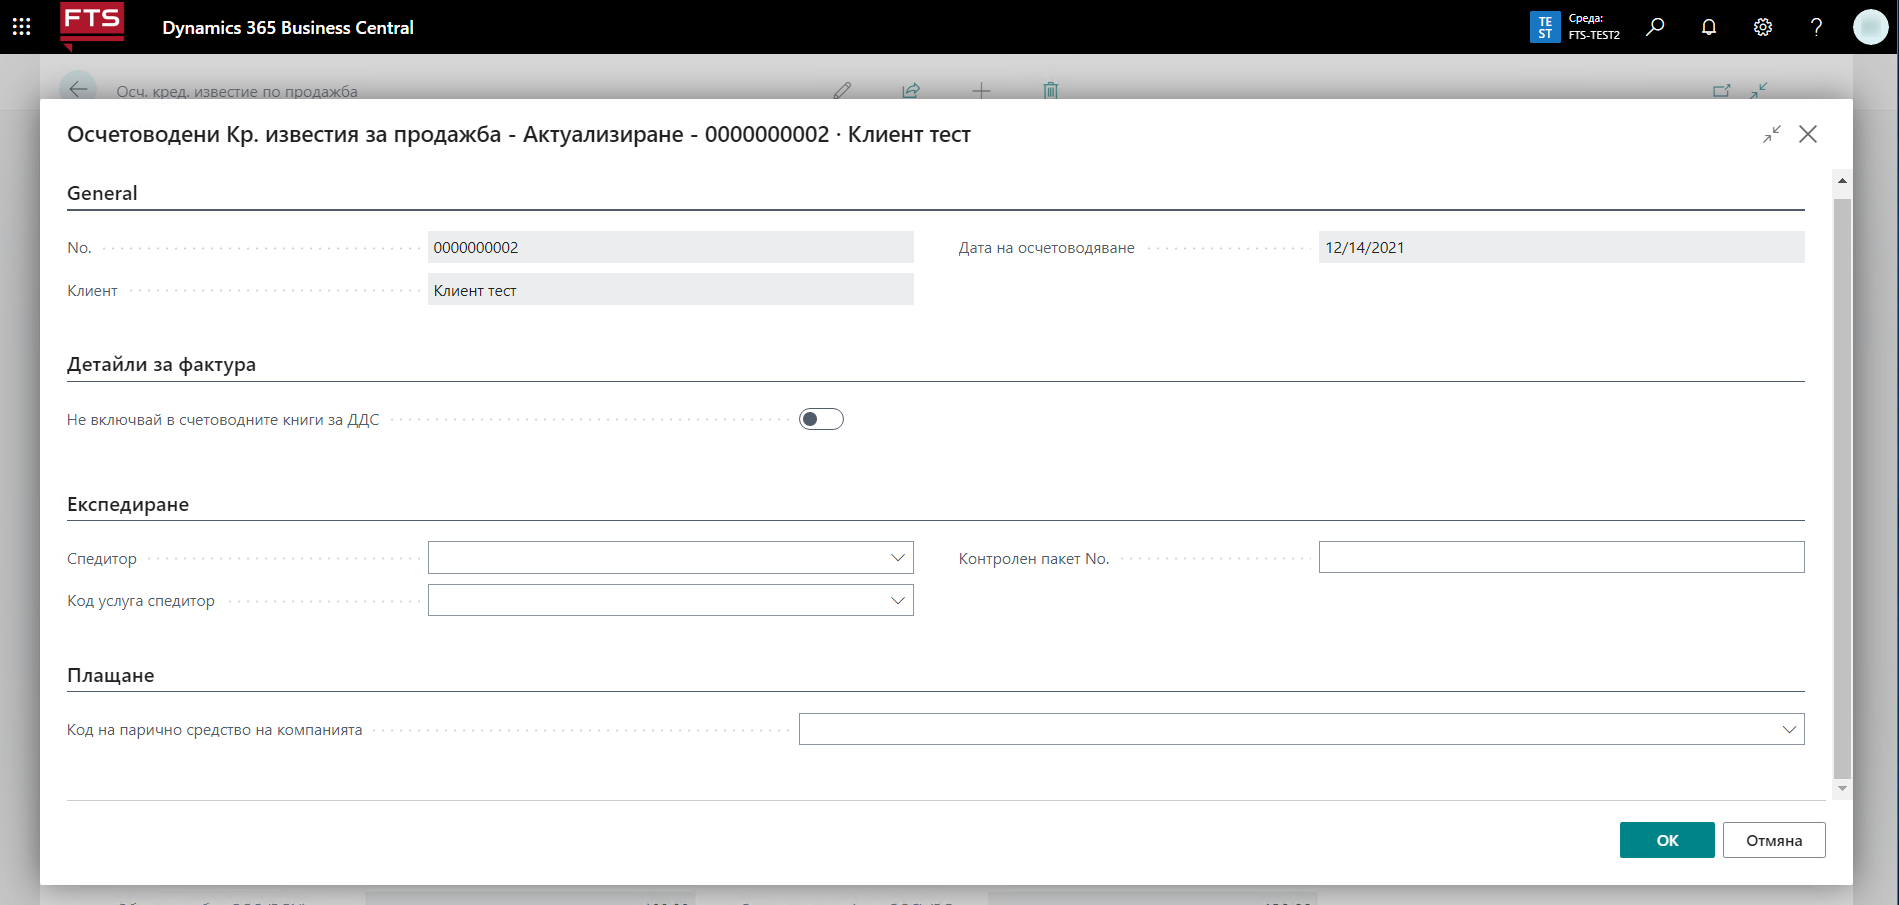 FTS
Dynamics 365 Business Central
TE
ST
Среда:
FTS-TEST2
?
Осч. кред. известие по продажба
Осчетоводени Кр. известия за продажба - Актуализиране - 0000000002 · Клиент тест
General
No.
0000000002
Дата на осчетоводяване
12/14/2021
Клиент
Клиент тест
Детайли за фактура
Не включвай в счетоводните книги за ДДС
Експедиране
Спедитор
Контролен пакет No.
Код услуга спедитор
Плащане
Код на парично средство на компанията
OK
Отмяна